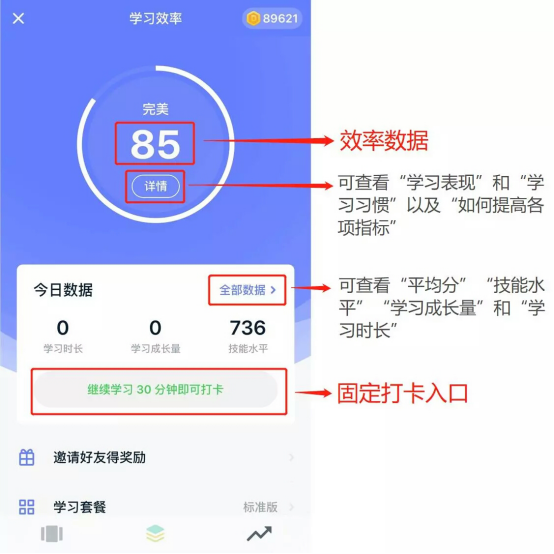 学习效率
89621
完美
85
详情
效率数据
可查看“学习表现”和“学
习习惯”以及“如何提高各
项指标”
今日数据
全部数据
可查看“平均分”“技能水
平”“学习成长量”和“学
习时长”
0
0
736
学习时长
学习成长量
技能水平
继续学习 30 分钟即可打卡
固定打卡入口
邀请好友得奖励
学习套餐
标准版